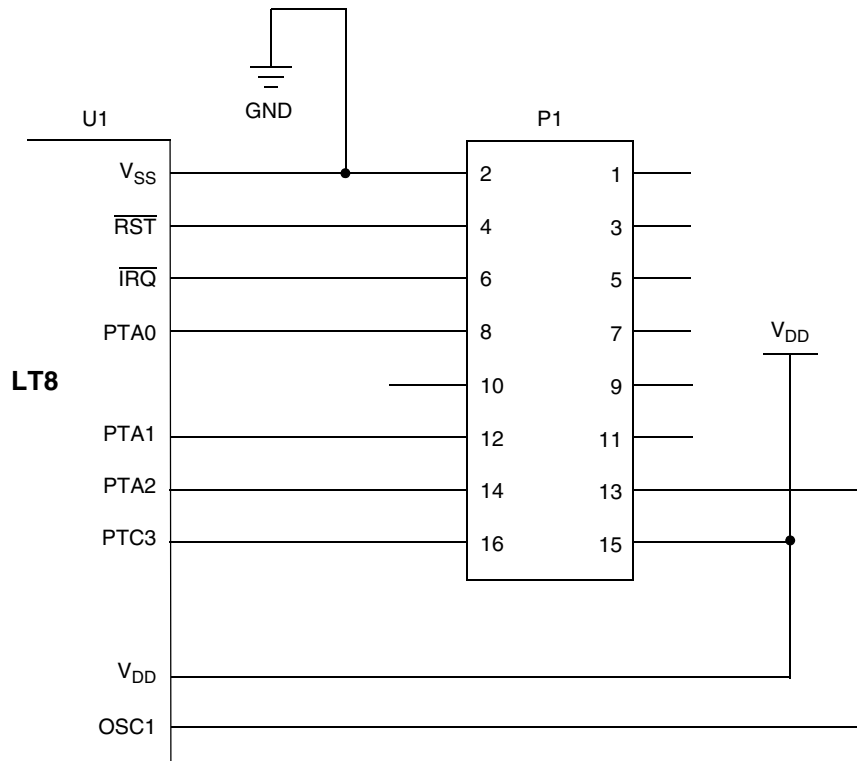 GND
U1
P1
VSS 2 1
RST 4 3
IRQ 6 5
PTA0 8 7
VDD
LT8
10 9
PTA1 12 11
PTA2 14 13
PTC3 16 15
VDD
OSC1